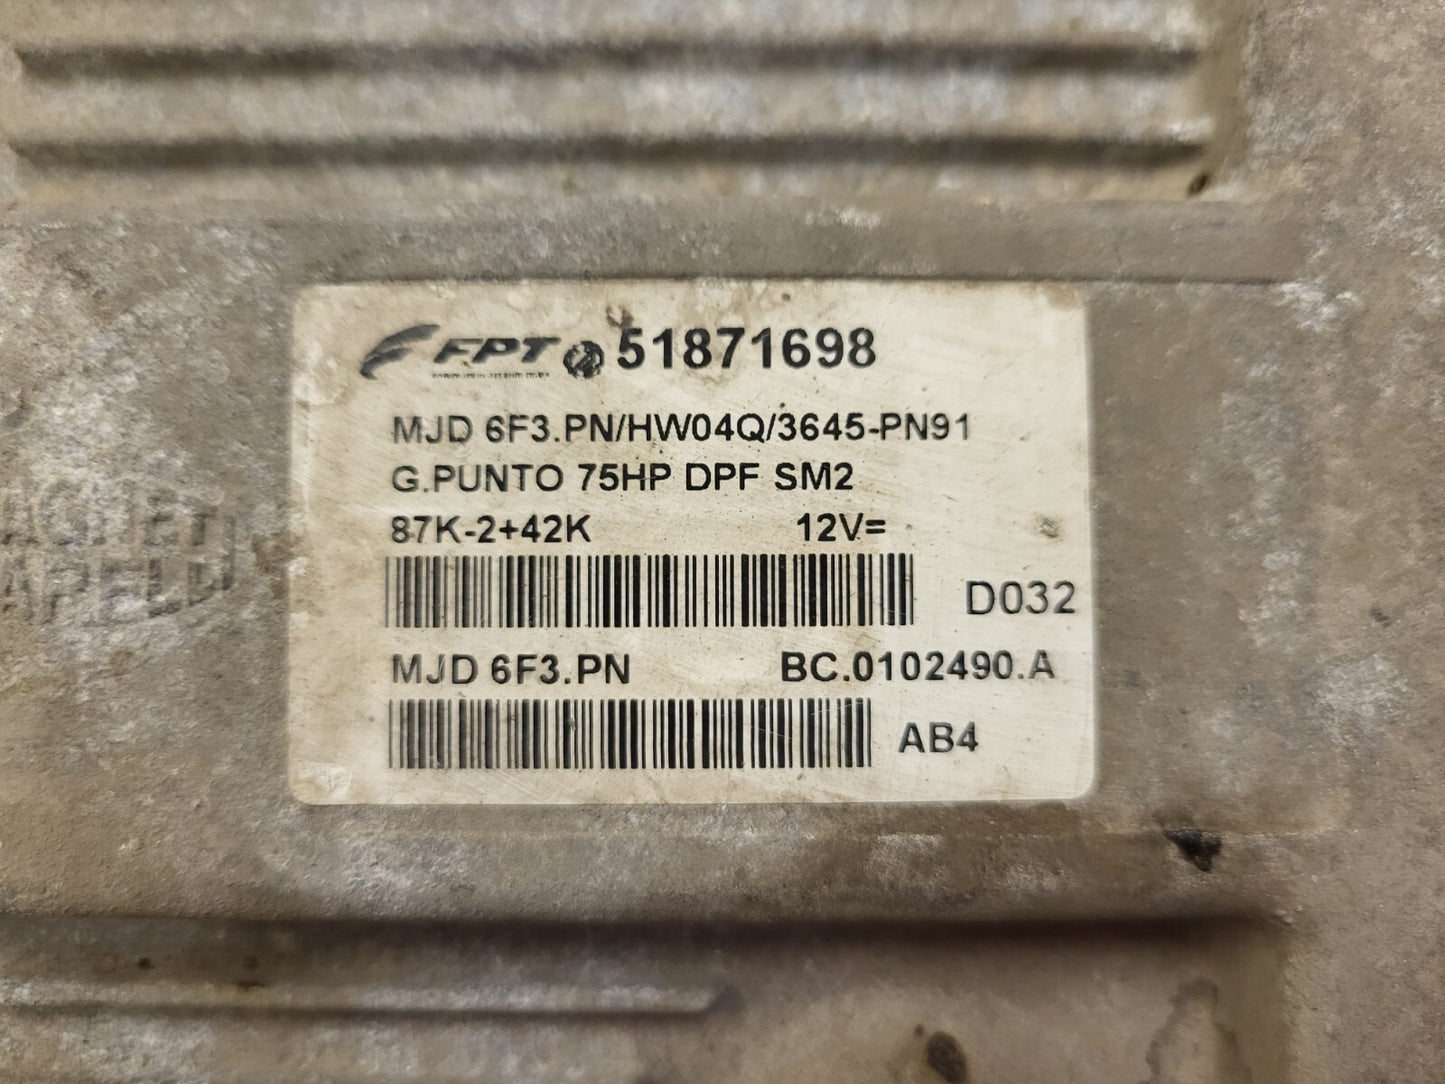 FPT 51871698
MJD 6F3.PN/HW04Q/3645-PN91
G.PUNTO 75HP DPF SM2
87K-2+42K 12V=
D032
MJD 6F3.PN BC.0102490.A
AB4